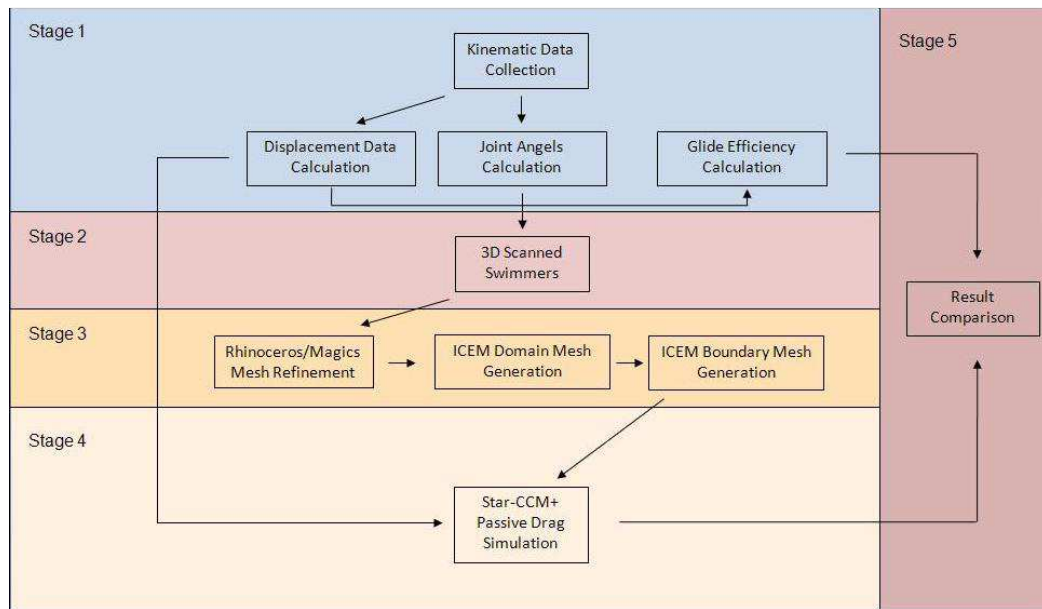 Stage 1
Stage 5
Kinematic Data
Collection
Displacement Data
Calculation
Joint Angels
Calculation
Glide Efficiency
Calculation
Stage 2
3D Scanned
Swimmers
Result
Comparison
Stage 3
Rhinoceros/Magics
Mesh Refinement
ICEM Domain Mesh
Generation
ICEM Boundary Mesh
Generation
Stage 4
Star-CCM+
Passive Drag
Simulation